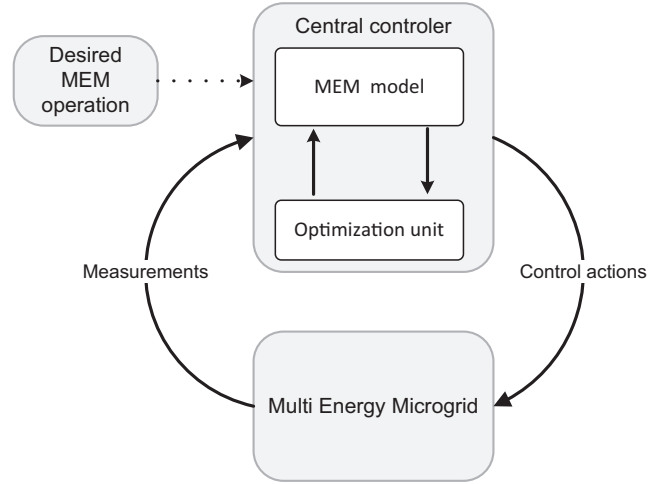 Central controler
Desired
MEM
operation
MEM model
Optimization unit
Measurements
Control actions
Multi Energy Microgrid